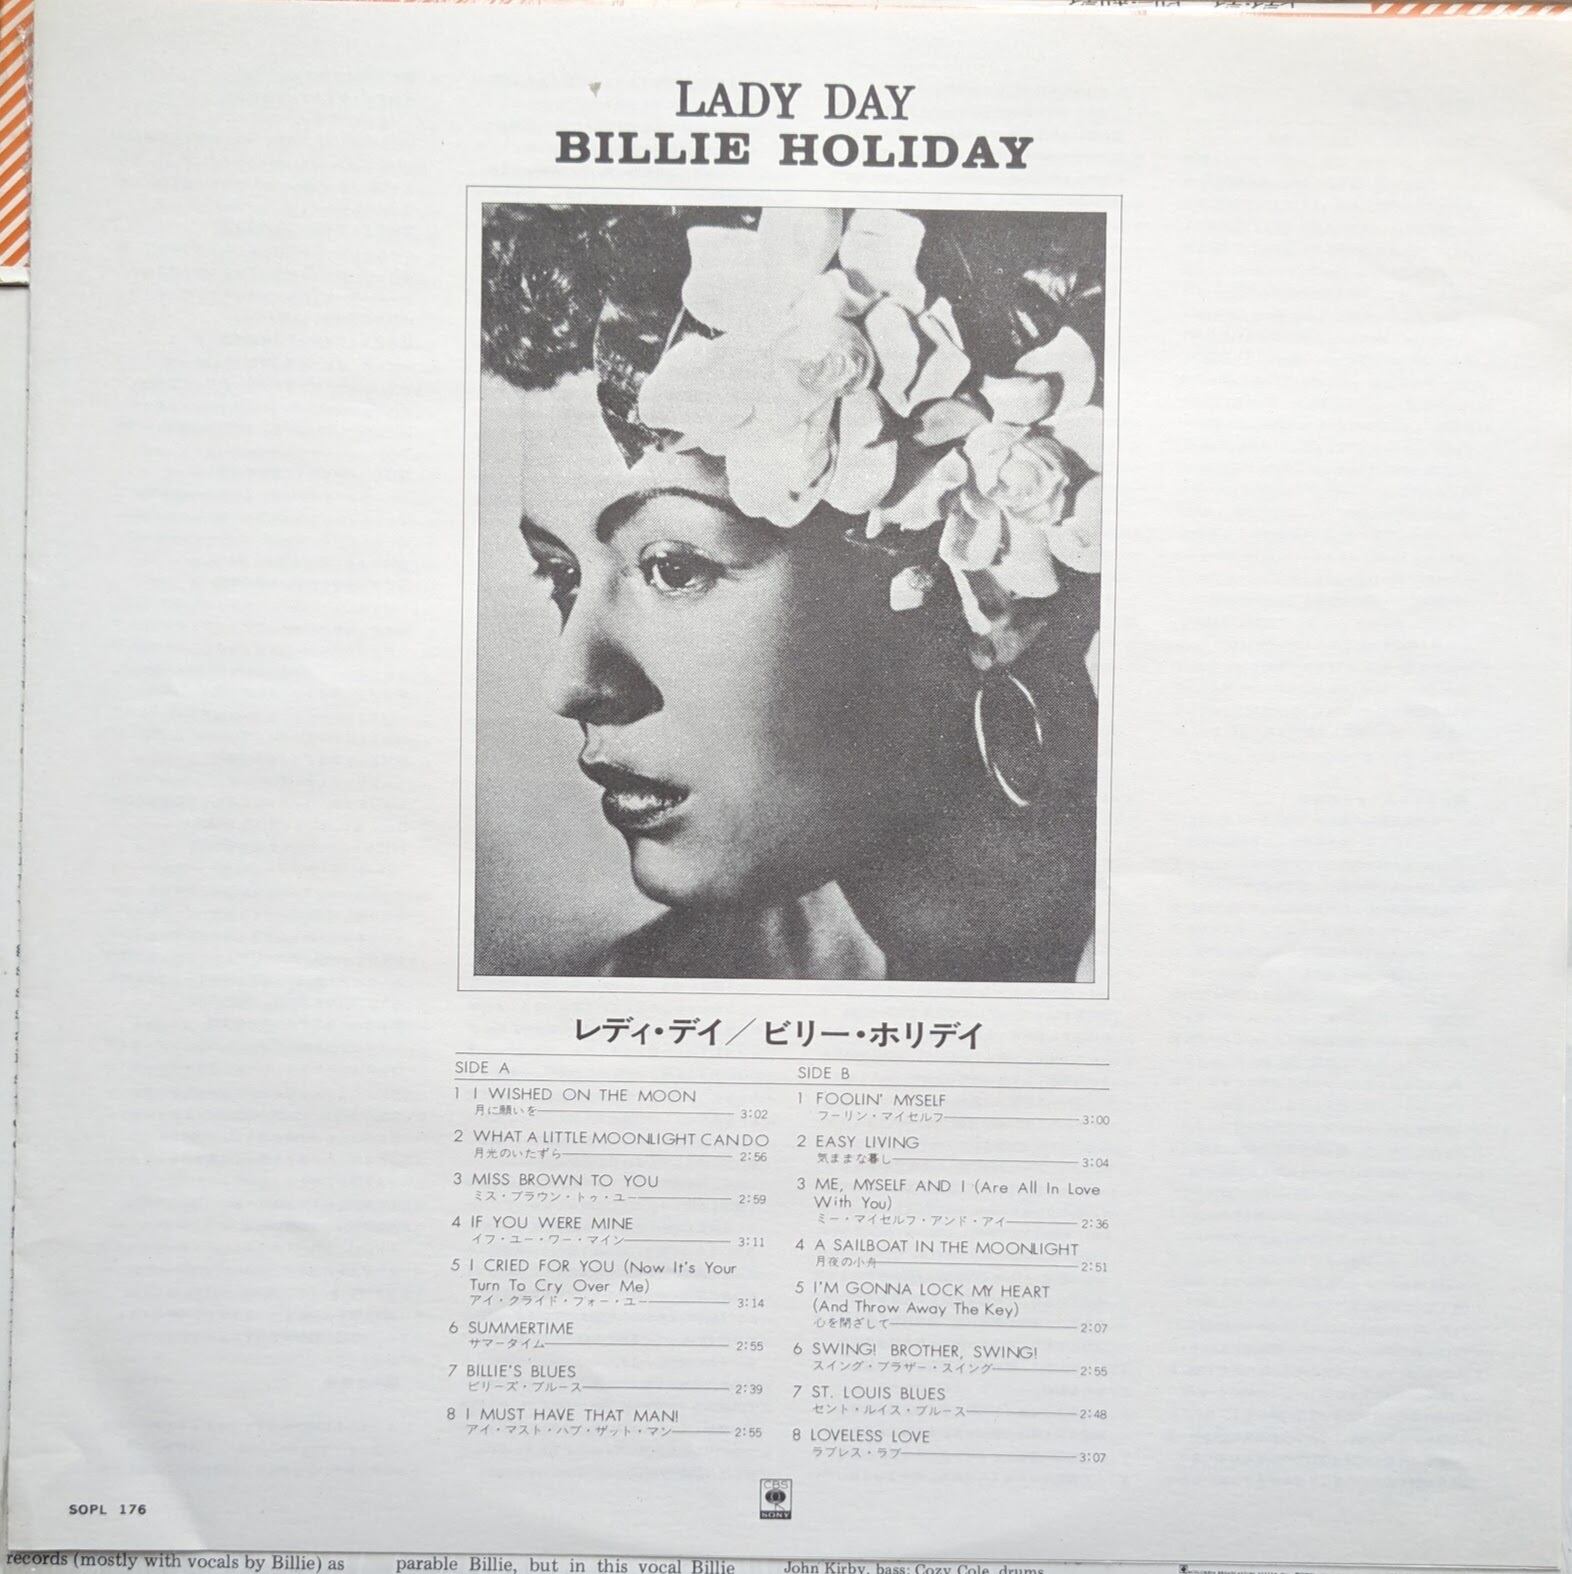 LADY DAY
BILLIE HOLIDAY
レディ・デイ／ビリー・ホリデイ
SIDE A
1 I WISHED ON THE MOON
月に願いを 3:02
2 WHAT A LITTLE MOONLIGHT CAN DO
月光のいたずら 2:56
3 MISS BROWN TO YOU
ミス・ブラウン・トゥ・ユー 2:59
4 IF YOU WERE MINE
イフ・ユー・ワー・マイン 3:11
5 I CRIED FOR YOU (Now It's Your
Turn To Cry Over Me)
アイ・クライド・フォー・ユー 3:14
6 SUMMERTIME
サマータイム 2:55
7 BILLIE'S BLUES
ビリーズ・ブルース 2:39
8 I MUST HAVE THAT MAN!
アイ・マスト・ハブ・ザット・マン 2:55
SIDE B
1 FOOLIN' MYSELF
フーリン・マイセルフ 3:00
2 EASY LIVING
気ままな暮し 3:04
3 ME, MYSELF AND I (Are All In Love
With You)
ミー・マイセルフ・アンド・アイ 2:36
4 A SAILBOAT IN THE MOONLIGHT
月夜の小舟 2:51
5 I'M GONNA LOCK MY HEART
(And Throw Away The Key)
心を閉ざして 2:07
6 SWING! BROTHER, SWING!
スイング・ブラザー・スイング 2:55
7 ST. LOUIS BLUES
セント・ルイス・ブルース 2:48
8 LOVELESS LOVE
ラブレス・ラブ 3:07
CBS
SONY
SOPL 176
records (mostly with vocals by Billie) as
parable Billie, but in this vocal Billie
John Kirby, bass; Cozy Cole, drums